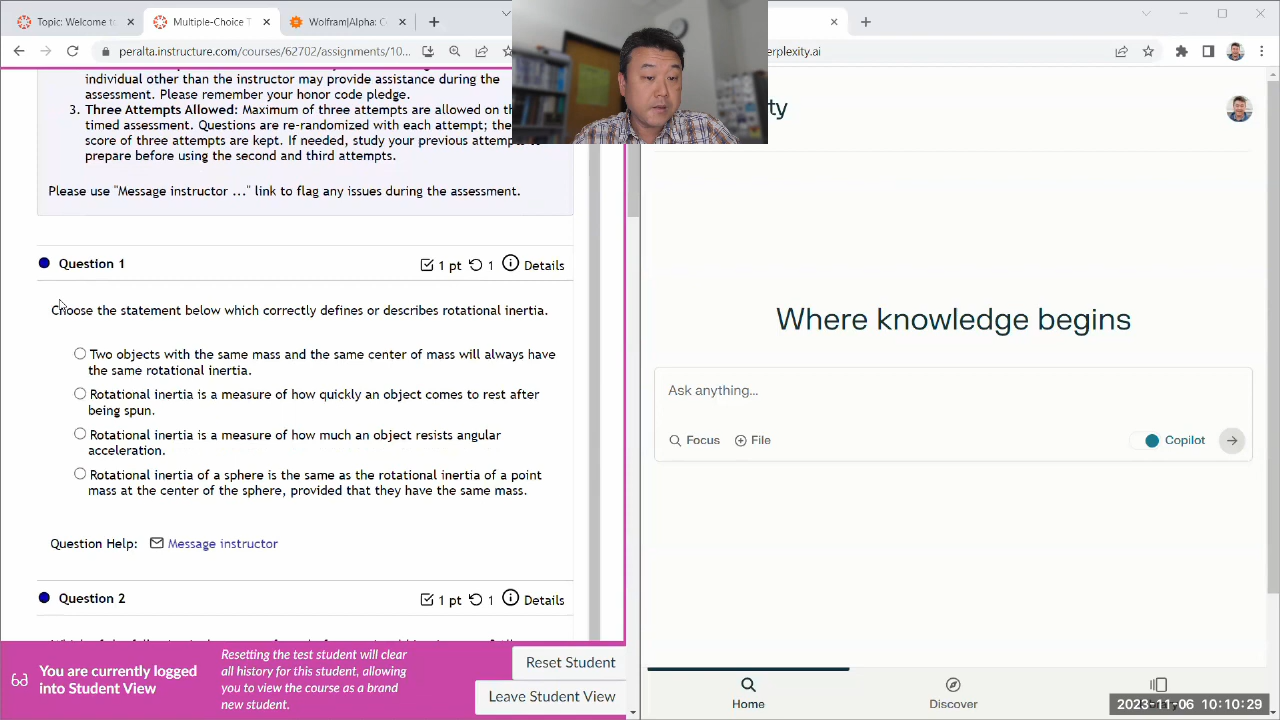 Topic: Welcome to
Multiple-Choice T
Wolfram|Alpha: C
peralta.instructure.com/courses/62702/assignments/10...
erplexity.ai
individual other than the instructor may provide assistance during the
assessment. Please remember your honor code pledge.
3. Three Attempts Allowed: Maximum of three attempts are allowed on th
timed assessment. Questions are re-randomized with each attempt; the
score of three attempts are kept. If needed, study your previous attempts to
prepare before using the second and third attempts.
Please use "Message instructor ..." link to flag any issues during the assessment.
Question 1
1 pt 1 Details
Choose the statement below which correctly defines or describes rotational inertia.
Two objects with the same mass and the same center of mass will always have
the same rotational inertia.
Rotational inertia is a measure of how quickly an object comes to rest after
being spun.
Rotational inertia is a measure of how much an object resists angular
acceleration.
Rotational inertia of a sphere is the same as the rotational inertia of a point
mass at the center of the sphere, provided that they have the same mass.
Question Help: Message instructor
Question 2
1 pt 1 Details
You are currently logged
into Student View
Resetting the test student will clear
all history for this student, allowing
you to view the course as a brand
new student.
Reset Student
Leave Student View
ty
Where knowledge begins
Ask anything...
Focus
File
Copilot
Home
Discover
2023-11-06 10:10:29